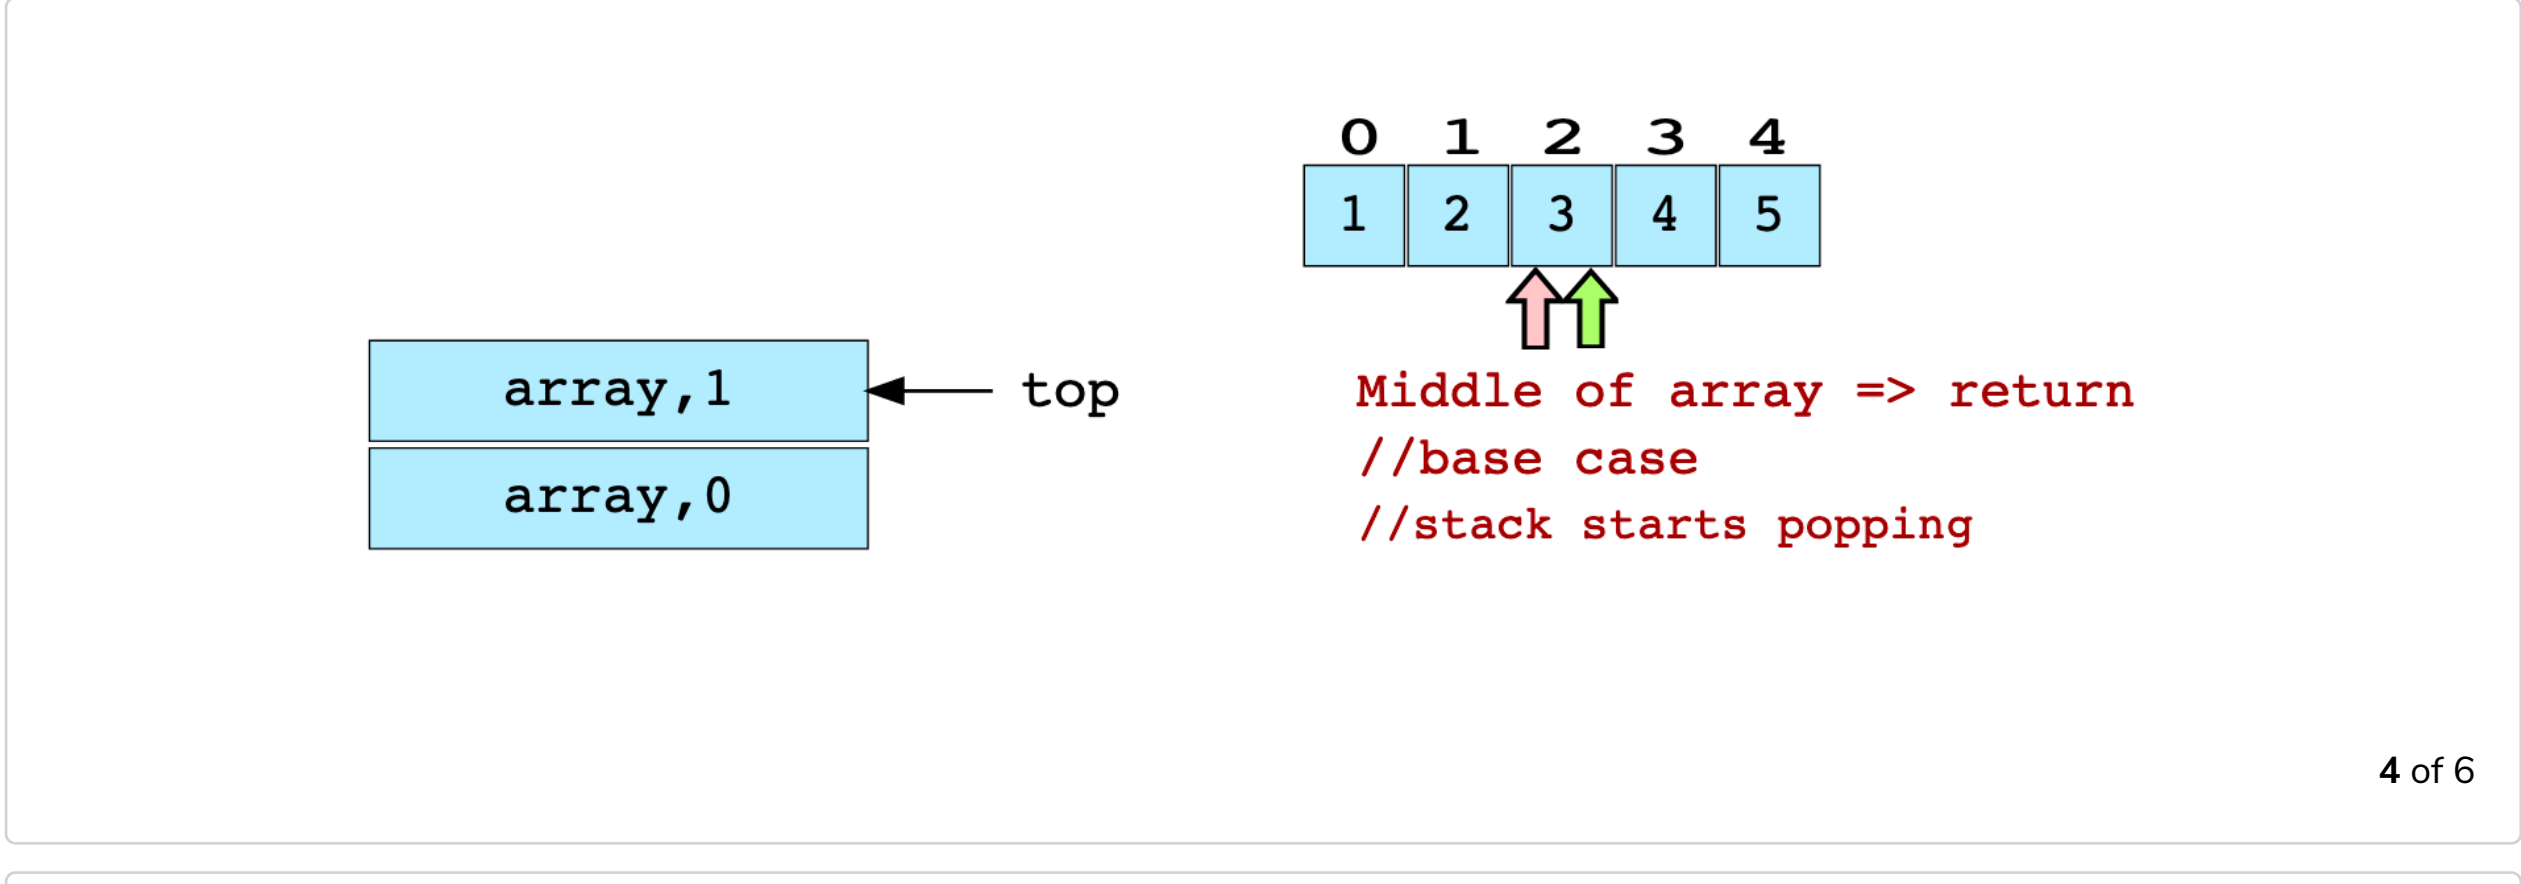 0 1 2 3 4
1 2 3 4 5
array,1
top
array,0
Middle of array => return
//base case
//stack starts popping
4 of 6